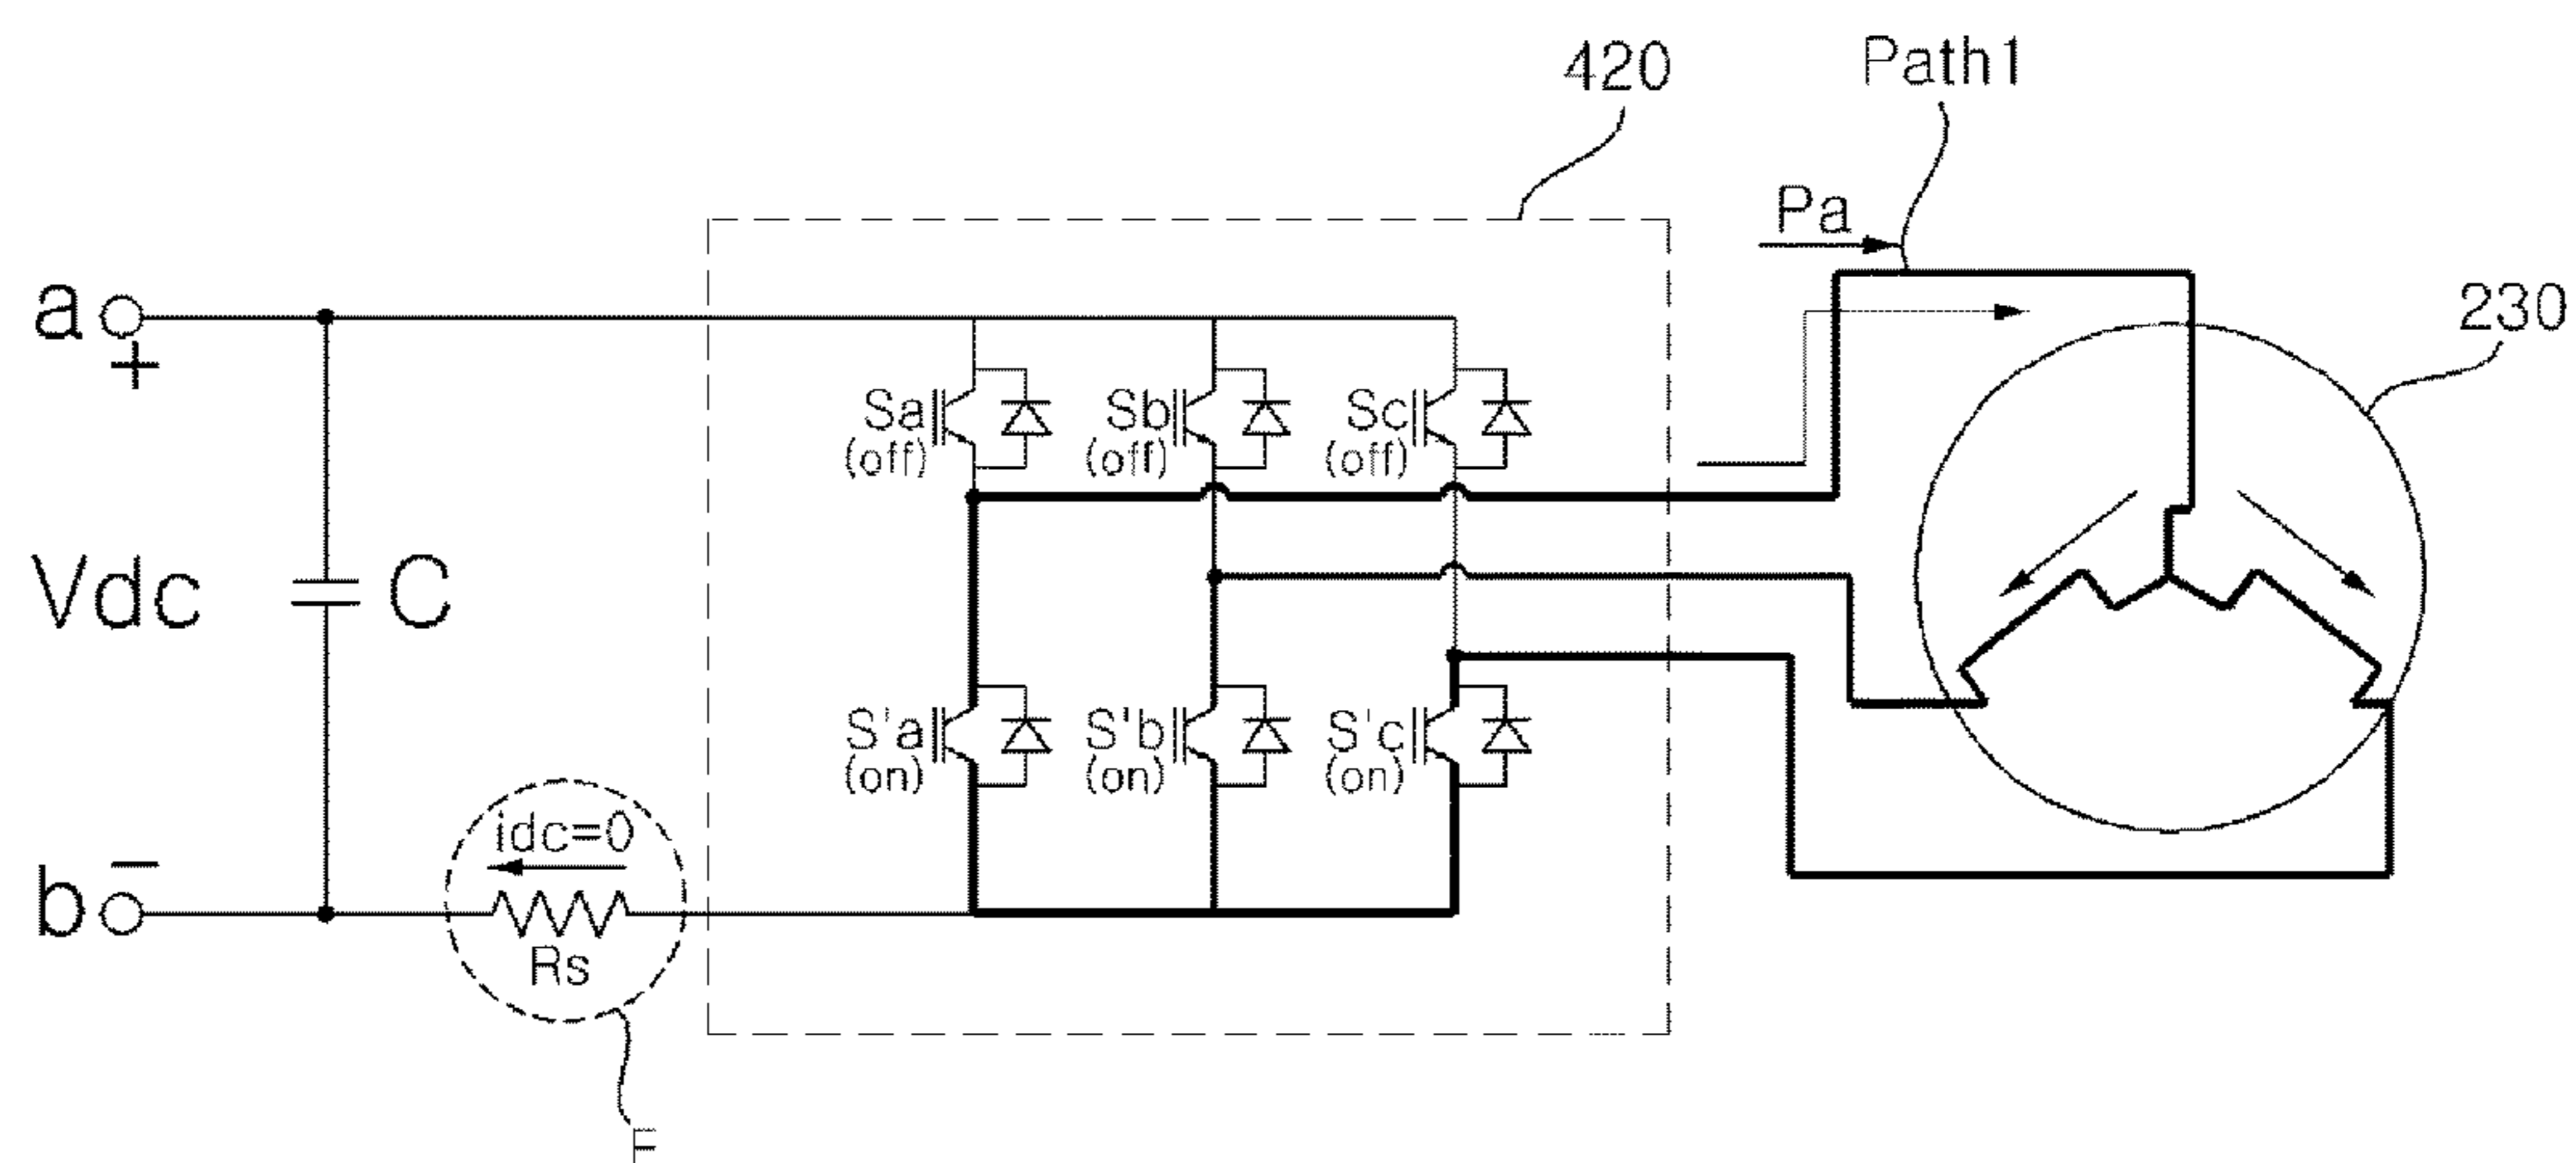 420
Path1
Pa
230
a
+
Sa
(off)
Sb
(off)
Sc
(off)
Vdc
C
S'a
(on)
S'b
(on)
S'c
(on)
idc=0
b
−
Rs